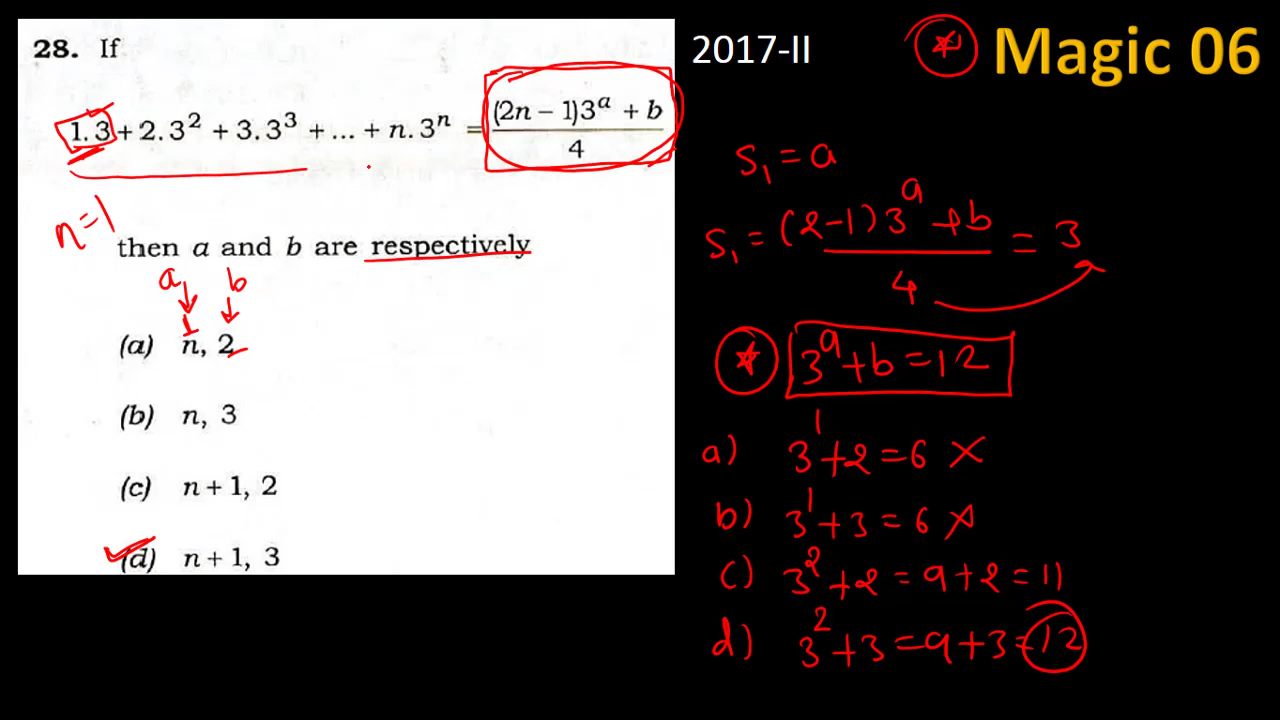 28. If
2017-II
Magic 06
1.3 + 2.3² + 3.3³ + ... + n.3ⁿ = (2n − 1)3ᵃ + b / 4
S₁ = a
n=1
S₁ = (2-1)3ᵃ + b / 4 = 3
then a and b are respectively
a b
1
(a) n, 2
3ᵃ + b = 12
(b) n, 3
(c) n + 1, 2
(d) n + 1, 3
a) 3¹ + 2 = 6 ×
b) 3¹ + 3 = 6 ×
c) 3² + 2 = 9 + 2 = 11
d) 3² + 3 = 9 + 3 = 12